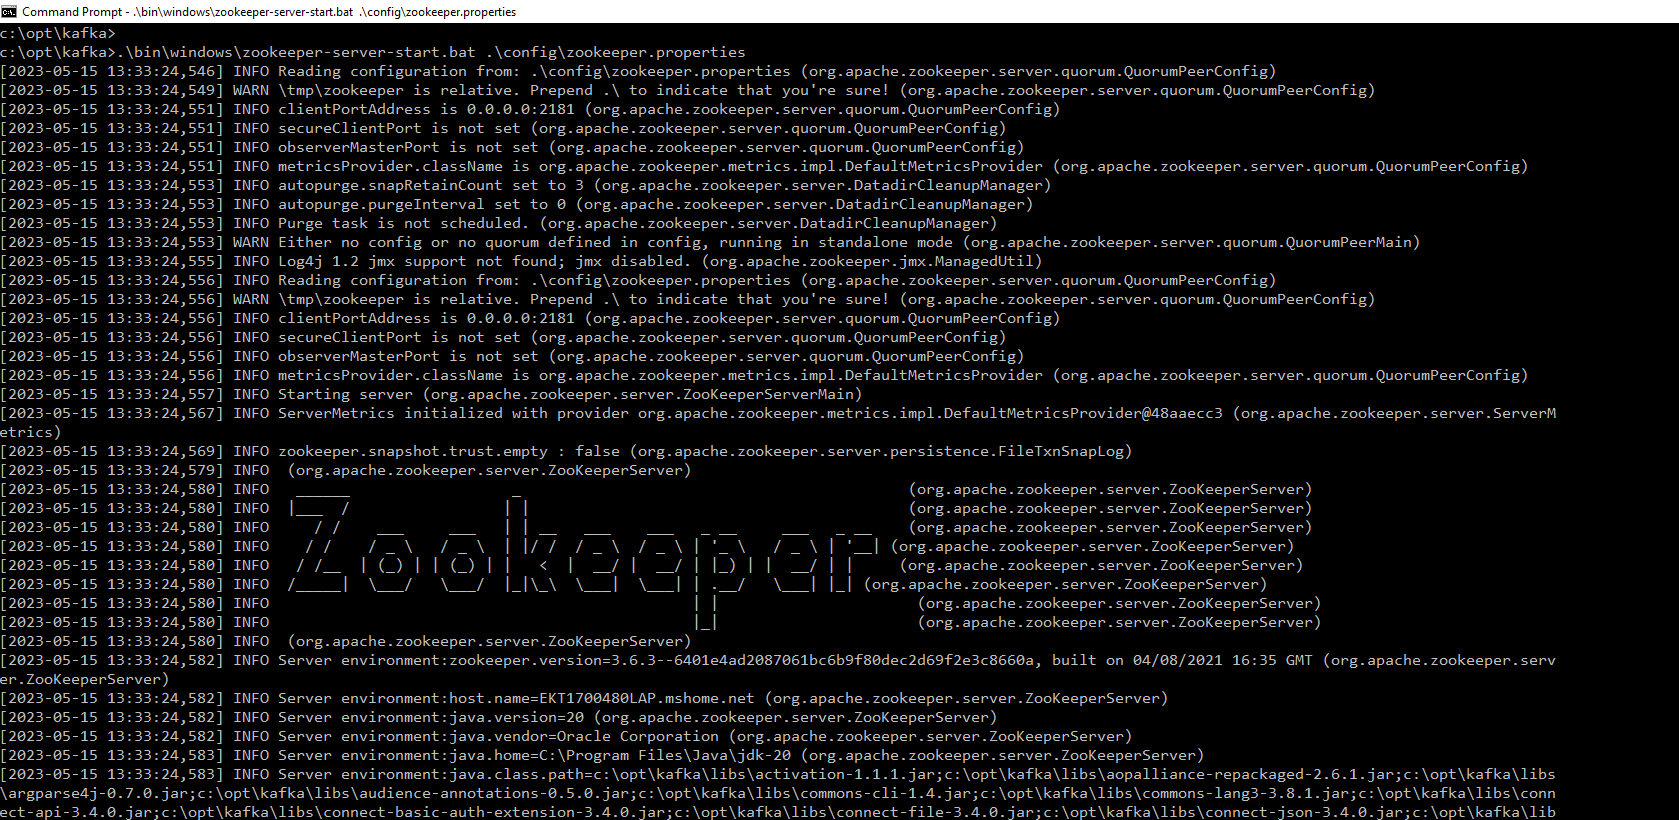 Command Prompt - .\bin\windows\zookeeper-server-start.bat .\config\zookeeper.properties
c:\opt\kafka>
c:\opt\kafka>.\bin\windows\zookeeper-server-start.bat .\config\zookeeper.properties
[2023-05-15 13:33:24,546] INFO Reading configuration from: .\config\zookeeper.properties (org.apache.zookeeper.server.quorum.QuorumPeerConfig)
[2023-05-15 13:33:24,549] WARN \tmp\zookeeper is relative. Prepend .\ to indicate that you're sure! (org.apache.zookeeper.server.quorum.QuorumPeerConfig)
[2023-05-15 13:33:24,551] INFO clientPortAddress is 0.0.0.0:2181 (org.apache.zookeeper.server.quorum.QuorumPeerConfig)
[2023-05-15 13:33:24,551] INFO secureClientPort is not set (org.apache.zookeeper.server.quorum.QuorumPeerConfig)
[2023-05-15 13:33:24,551] INFO observerMasterPort is not set (org.apache.zookeeper.server.quorum.QuorumPeerConfig)
[2023-05-15 13:33:24,551] INFO metricsProvider.className is org.apache.zookeeper.metrics.impl.DefaultMetricsProvider (org.apache.zookeeper.server.quorum.QuorumPeerConfig)
[2023-05-15 13:33:24,553] INFO autopurge.snapRetainCount set to 3 (org.apache.zookeeper.server.DatadirCleanupManager)
[2023-05-15 13:33:24,553] INFO autopurge.purgeInterval set to 0 (org.apache.zookeeper.server.DatadirCleanupManager)
[2023-05-15 13:33:24,553] INFO Purge task is not scheduled. (org.apache.zookeeper.server.DatadirCleanupManager)
[2023-05-15 13:33:24,553] WARN Either no config or no quorum defined in config, running in standalone mode (org.apache.zookeeper.server.quorum.QuorumPeerMain)
[2023-05-15 13:33:24,555] INFO Log4j 1.2 jmx support not found; jmx disabled. (org.apache.zookeeper.jmx.ManagedUtil)
[2023-05-15 13:33:24,556] INFO Reading configuration from: .\config\zookeeper.properties (org.apache.zookeeper.server.quorum.QuorumPeerConfig)
[2023-05-15 13:33:24,556] WARN \tmp\zookeeper is relative. Prepend .\ to indicate that you're sure! (org.apache.zookeeper.server.quorum.QuorumPeerConfig)
[2023-05-15 13:33:24,556] INFO clientPortAddress is 0.0.0.0:2181 (org.apache.zookeeper.server.quorum.QuorumPeerConfig)
[2023-05-15 13:33:24,556] INFO secureClientPort is not set (org.apache.zookeeper.server.quorum.QuorumPeerConfig)
[2023-05-15 13:33:24,556] INFO observerMasterPort is not set (org.apache.zookeeper.server.quorum.QuorumPeerConfig)
[2023-05-15 13:33:24,556] INFO metricsProvider.className is org.apache.zookeeper.metrics.impl.DefaultMetricsProvider (org.apache.zookeeper.server.quorum.QuorumPeerConfig)
[2023-05-15 13:33:24,557] INFO Starting server (org.apache.zookeeper.server.ZooKeeperServerMain)
[2023-05-15 13:33:24,567] INFO ServerMetrics initialized with provider org.apache.zookeeper.metrics.impl.DefaultMetricsProvider@48aaecc3 (org.apache.zookeeper.server.ServerM
etrics)
[2023-05-15 13:33:24,569] INFO zookeeper.snapshot.trust.empty : false (org.apache.zookeeper.server.persistence.FileTxnSnapLog)
[2023-05-15 13:33:24,579] INFO  (org.apache.zookeeper.server.ZooKeeperServer)
[2023-05-15 13:33:24,580] INFO   ______                  _                                           (org.apache.zookeeper.server.ZooKeeperServer)
[2023-05-15 13:33:24,580] INFO  |___  /                 | |                                          (org.apache.zookeeper.server.ZooKeeperServer)
[2023-05-15 13:33:24,580] INFO     / /    ___     ___   | | __   ___    ___   _ __     ___   _ __    (org.apache.zookeeper.server.ZooKeeperServer)
[2023-05-15 13:33:24,580] INFO    / /    / _ \   / _ \  | |/ /  / _ \  / _ \ | '_ \   / _ \ | '__| (org.apache.zookeeper.server.ZooKeeperServer)
[2023-05-15 13:33:24,580] INFO   / /__  | (_) | | (_) | |   <  |  __/ |  __/ | |_) | |  __/ | |     (org.apache.zookeeper.server.ZooKeeperServer)
[2023-05-15 13:33:24,580] INFO  /_____|  \___/   \___/  |_|\_\  \___|  \___| | .__/   \___| |_| (org.apache.zookeeper.server.ZooKeeperServer)
[2023-05-15 13:33:24,580] INFO                                               | |                      (org.apache.zookeeper.server.ZooKeeperServer)
[2023-05-15 13:33:24,580] INFO                                               |_|                      (org.apache.zookeeper.server.ZooKeeperServer)
[2023-05-15 13:33:24,580] INFO  (org.apache.zookeeper.server.ZooKeeperServer)
[2023-05-15 13:33:24,582] INFO Server environment:zookeeper.version=3.6.3--6401e4ad2087061bc6b9f80dec2d69f2e3c8660a, built on 04/08/2021 16:35 GMT (org.apache.zookeeper.serv
er.ZooKeeperServer)
[2023-05-15 13:33:24,582] INFO Server environment:host.name=EKT1700480LAP.mshome.net (org.apache.zookeeper.server.ZooKeeperServer)
[2023-05-15 13:33:24,582] INFO Server environment:java.version=20 (org.apache.zookeeper.server.ZooKeeperServer)
[2023-05-15 13:33:24,582] INFO Server environment:java.vendor=Oracle Corporation (org.apache.zookeeper.server.ZooKeeperServer)
[2023-05-15 13:33:24,583] INFO Server environment:java.home=C:\Program Files\Java\jdk-20 (org.apache.zookeeper.server.ZooKeeperServer)
[2023-05-15 13:33:24,583] INFO Server environment:java.class.path=c:\opt\kafka\libs\activation-1.1.1.jar;c:\opt\kafka\libs\aopalliance-repackaged-2.6.1.jar;c:\opt\kafka\libs
\argparse4j-0.7.0.jar;c:\opt\kafka\libs\audience-annotations-0.5.0.jar;c:\opt\kafka\libs\commons-cli-1.4.jar;c:\opt\kafka\libs\commons-lang3-3.8.1.jar;c:\opt\kafka\libs\conn
ect-api-3.4.0.jar;c:\opt\kafka\libs\connect-basic-auth-extension-3.4.0.jar;c:\opt\kafka\libs\connect-file-3.4.0.jar;c:\opt\kafka\libs\connect-json-3.4.0.jar;c:\opt\kafka\lib